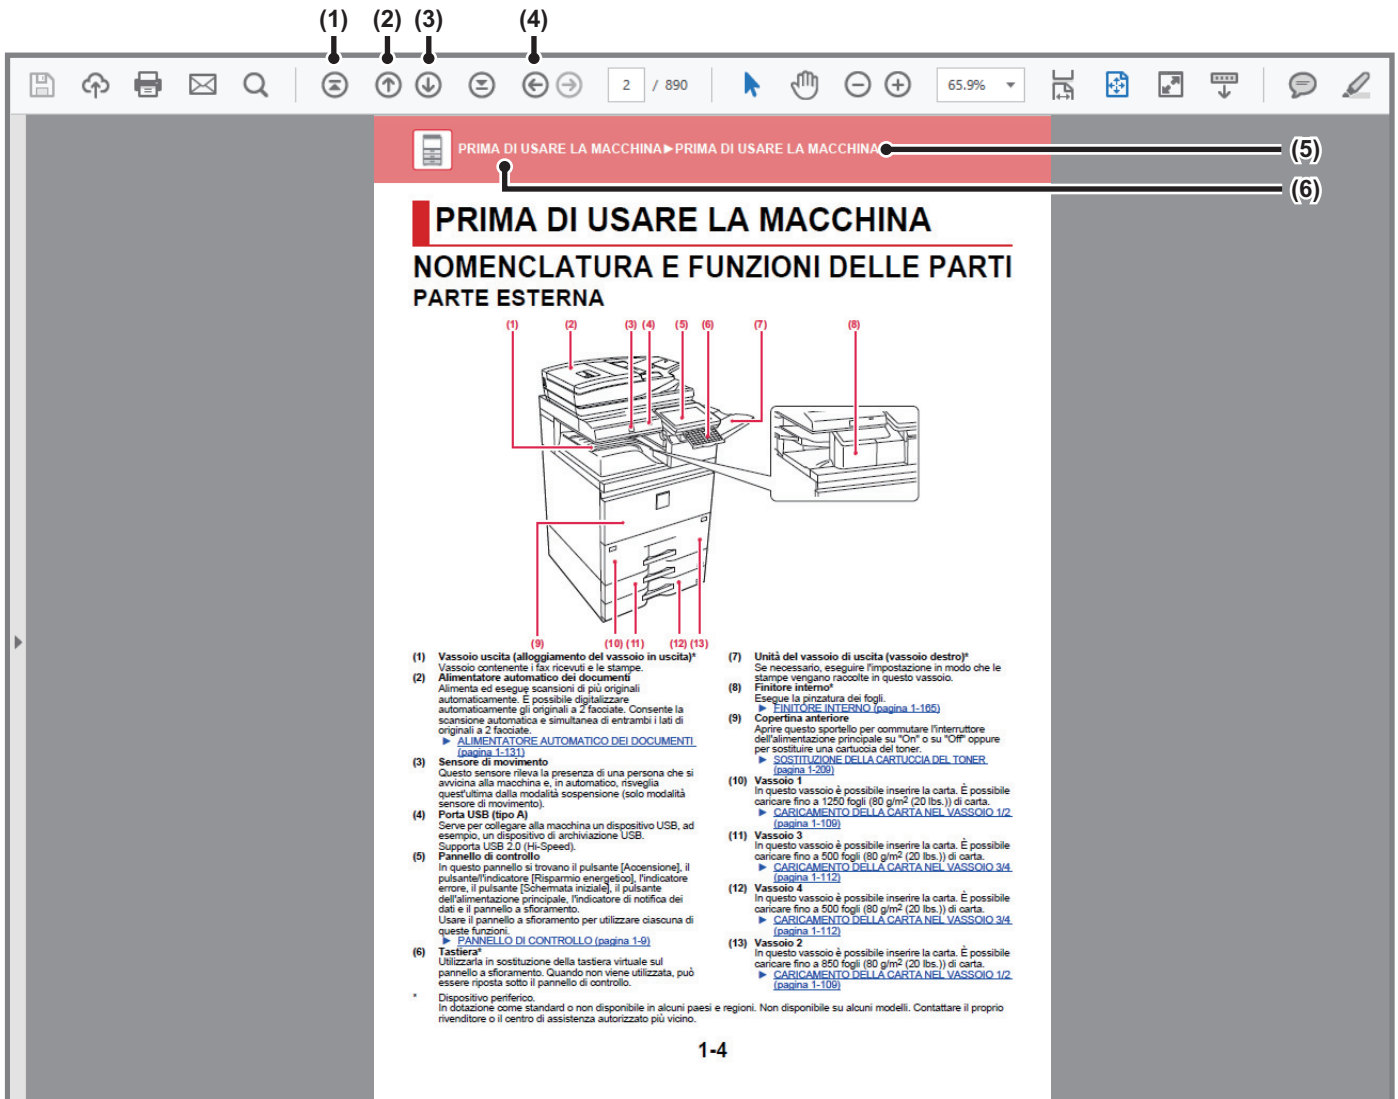 (1) (2) (3) (4)
2 / 890 65.9%
PRIMA DI USARE LA MACCHINA►PRIMA DI USARE LA MACCHINA
(5)
(6)
PRIMA DI USARE LA MACCHINA
NOMENCLATURA E FUNZIONI DELLE PARTI
PARTE ESTERNA
(1) (2) (3) (4) (5) (6) (7) (8)
(9) (10) (11) (12) (13)
(1) Vassoio uscita (alloggiamento del vassoio in uscita)*
Vassoio contenente i fax ricevuti e le stampe.
(2) Alimentatore automatico dei documenti
Alimenta ed esegue scansioni di più originali
automaticamente. È possibile digitalizzare
automaticamente gli originali a 2 facciate. Consente la
scansione automatica e simultanea di entrambi i lati di
originali a 2 facciate.
► ALIMENTATORE AUTOMATICO DEI DOCUMENTI
(pagina 1-131)
(3) Sensore di movimento
Questo sensore rileva la presenza di una persona che si
avvicina alla macchina e, in automatico, risveglia
quest'ultima dalla modalità sospensione (solo modalità
sensore di movimento).
(4) Porta USB (tipo A)
Serve per collegare alla macchina un dispositivo USB, ad
esempio, un dispositivo di archiviazione USB.
Supporta USB 2.0 (Hi-Speed).
(5) Pannello di controllo
In questo pannello si trovano il pulsante [Accensione], il
pulsante/l'indicatore [Risparmio energetico], l'indicatore
errore, il pulsante [Schermata iniziale], il pulsante
dell'alimentazione principale, l'indicatore di notifica dei
dati e il pannello a sfioramento.
Usare il pannello a sfioramento per utilizzare ciascuna di
queste funzioni.
► PANNELLO DI CONTROLLO (pagina 1-9)
(6) Tastiera*
Utilizzarla in sostituzione della tastiera virtuale sul
pannello a sfioramento. Quando non viene utilizzata, può
essere riposta sotto il pannello di controllo.
(7) Unità del vassoio di uscita (vassoio destro)*
Se necessario, eseguire l'impostazione in modo che le
stampe vengano raccolte in questo vassoio.
(8) Finitore interno*
Esegue la pinzatura dei fogli.
► FINITORE INTERNO (pagina 1-165)
(9) Copertina anteriore
Aprire questo sportello per commutare l'interruttore
dell'alimentazione principale su "On" o su "Off" oppure
per sostituire una cartuccia del toner.
► SOSTITUZIONE DELLA CARTUCCIA DEL TONER
(pagina 1-209)
(10) Vassoio 1
In questo vassoio è possibile inserire la carta. È possibile
caricare fino a 1250 fogli (80 g/m² (20 lbs.)) di carta.
► CARICAMENTO DELLA CARTA NEL VASSOIO 1/2
(pagina 1-109)
(11) Vassoio 3
In questo vassoio è possibile inserire la carta. È possibile
caricare fino a 500 fogli (80 g/m² (20 lbs.)) di carta.
► CARICAMENTO DELLA CARTA NEL VASSOIO 3/4
(pagina 1-112)
(12) Vassoio 4
In questo vassoio è possibile inserire la carta. È possibile
caricare fino a 500 fogli (80 g/m² (20 lbs.)) di carta.
► CARICAMENTO DELLA CARTA NEL VASSOIO 3/4
(pagina 1-112)
(13) Vassoio 2
In questo vassoio è possibile inserire la carta. È possibile
caricare fino a 850 fogli (80 g/m² (20 lbs.)) di carta.
► CARICAMENTO DELLA CARTA NEL VASSOIO 1/2
(pagina 1-109)
* Dispositivo periferico.
In dotazione come standard o non disponibile in alcuni paesi e regioni. Non disponibile su alcuni modelli. Contattare il proprio
rivenditore o il centro di assistenza autorizzato più vicino.
1-4